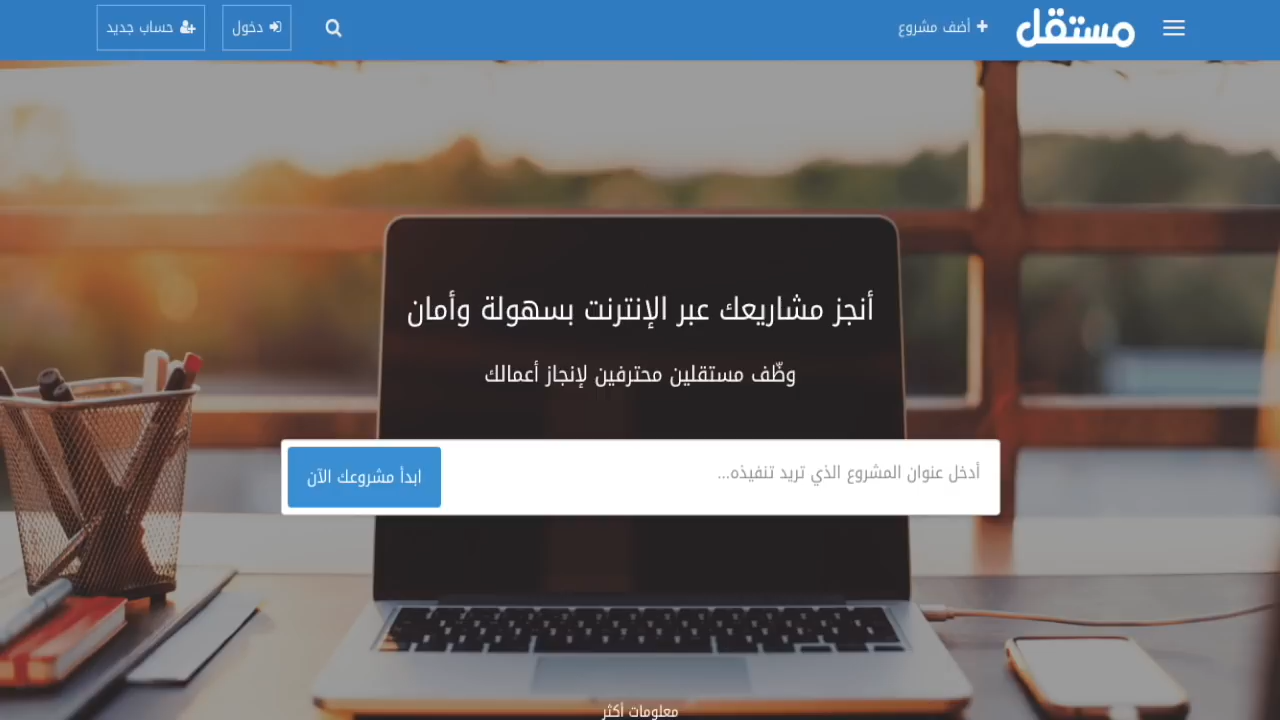 مستقل
أضف مشروع
دخول
حساب جديد
أنجز مشاريعك عبر الإنترنت بسهولة وأمان
وظّف مستقلين محترفين لإنجاز أعمالك
أدخل عنوان المشروع الذي تريد تنفيذه...
ابدأ مشروعك الآن
معلومات أكثر